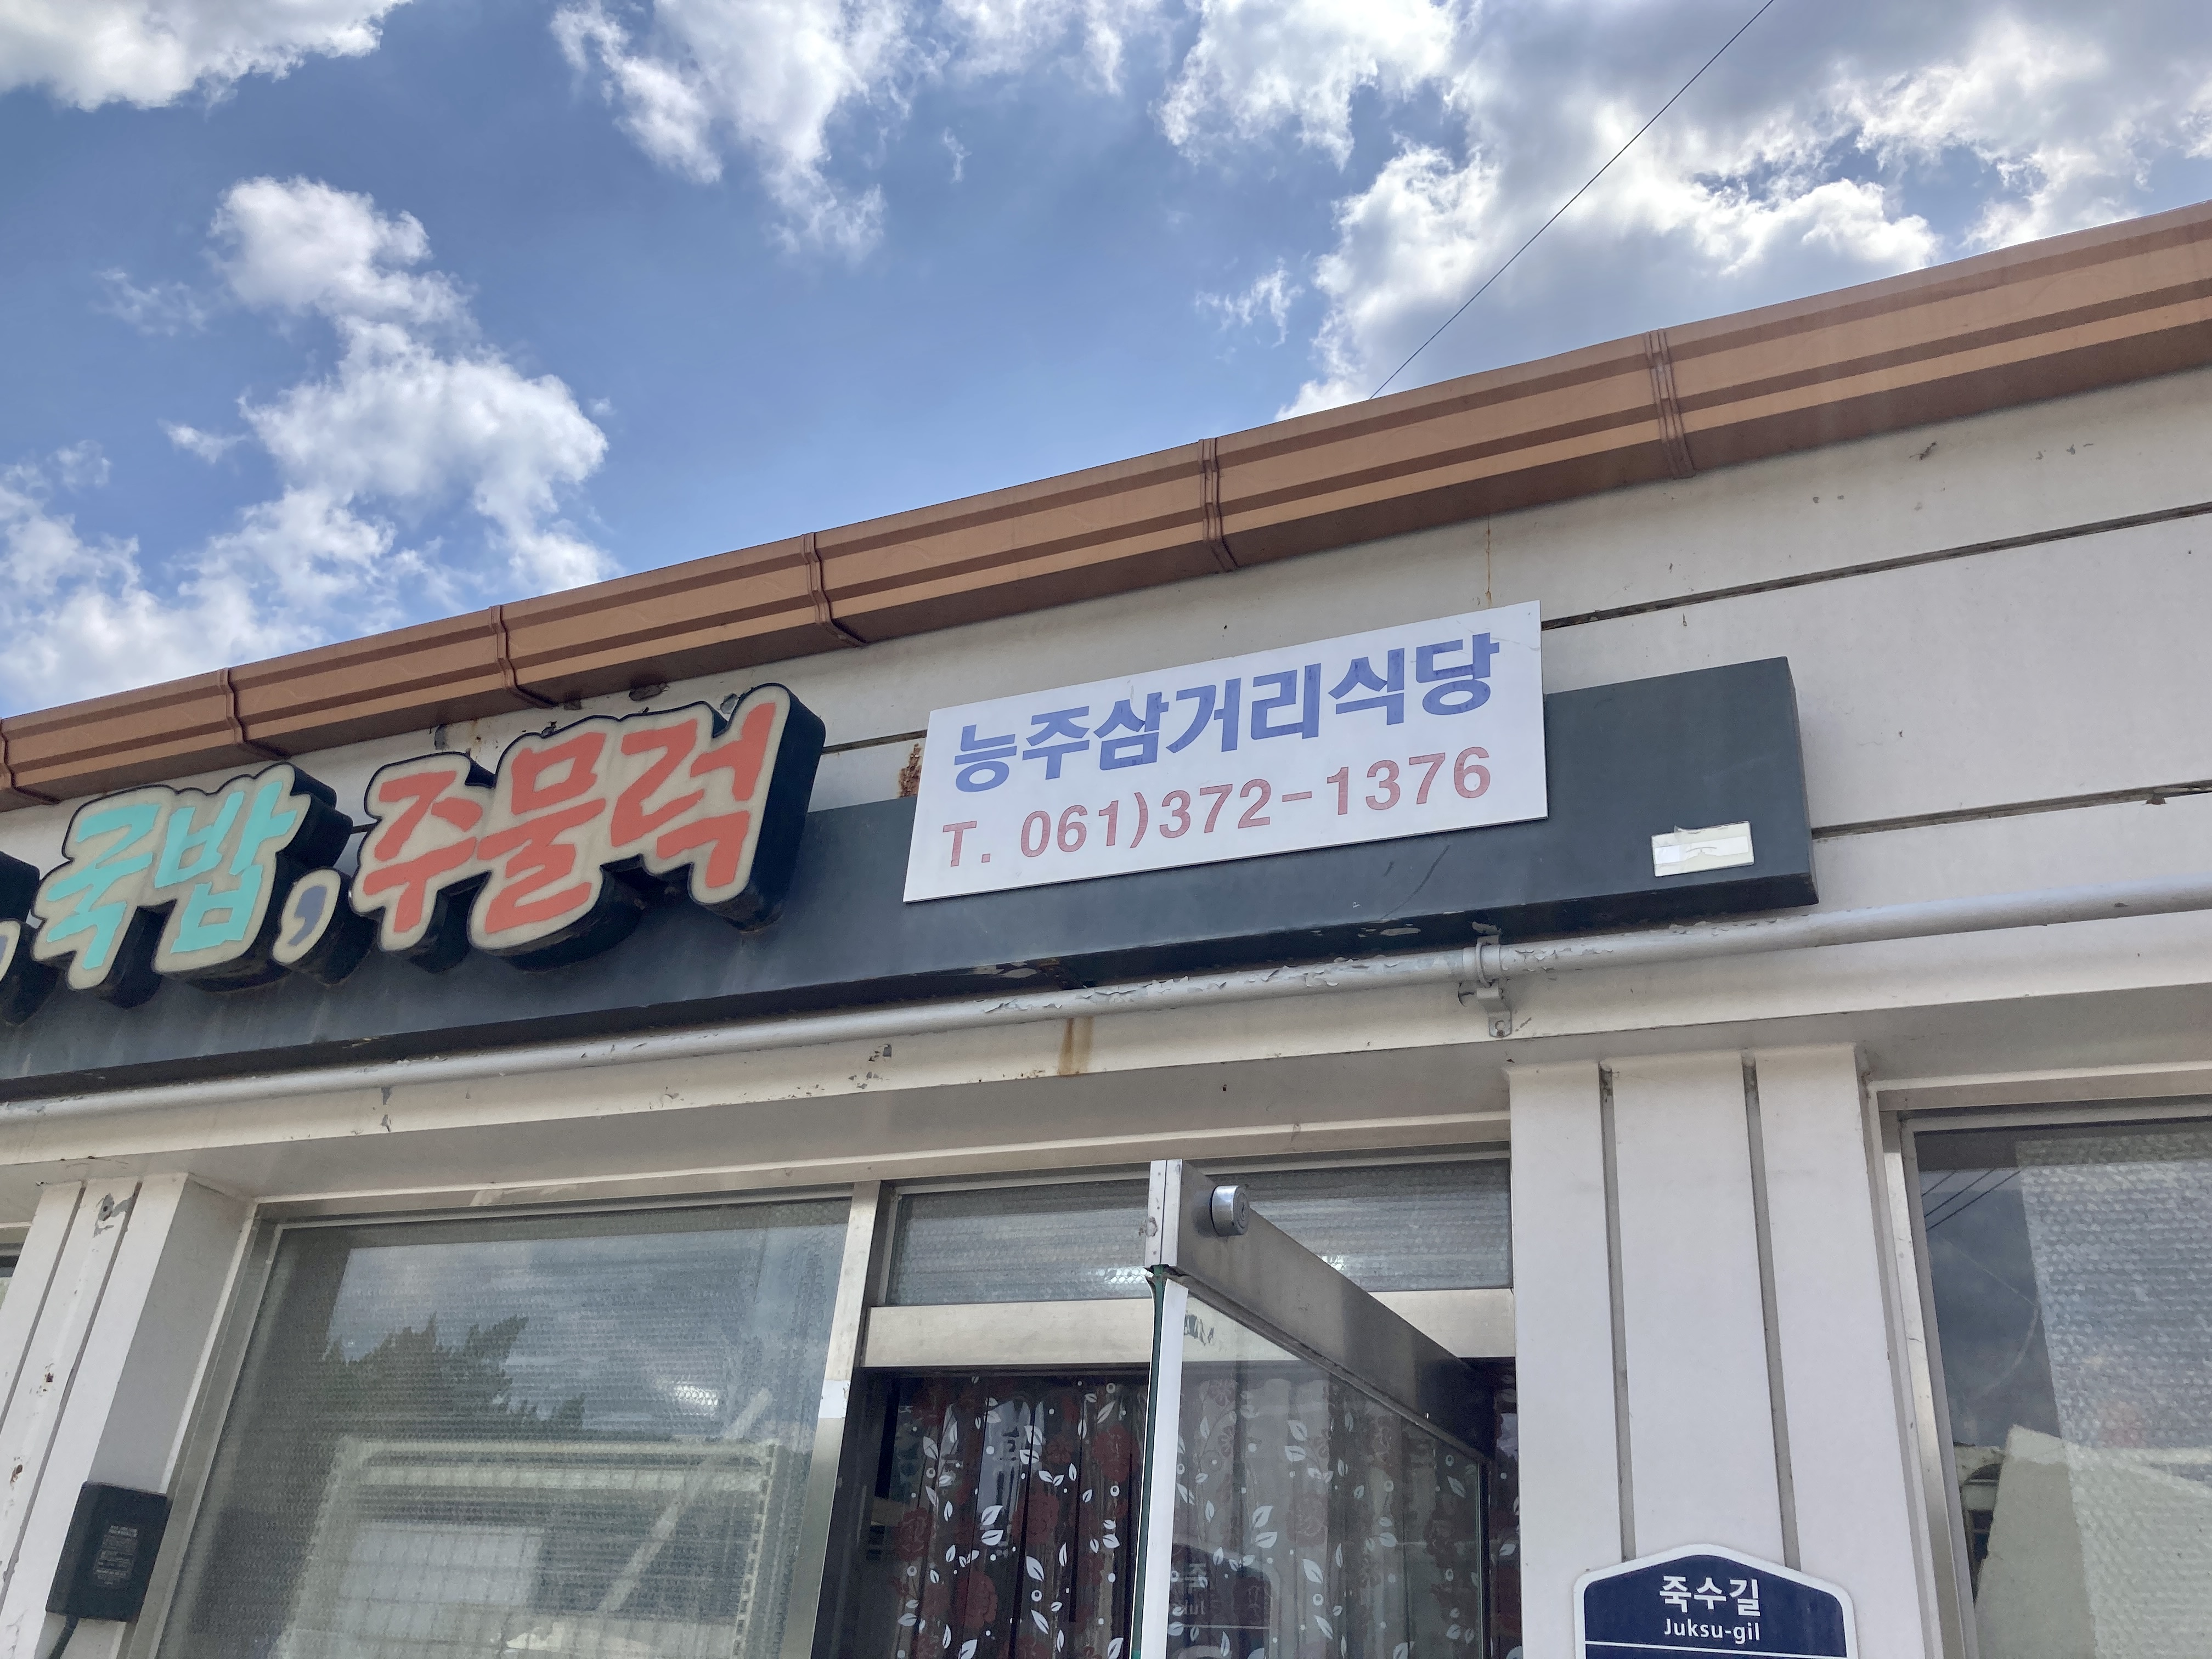 국밥, 주물럭
능주삼거리식당
T. 061)372-1376
죽수길
Juksu-gil